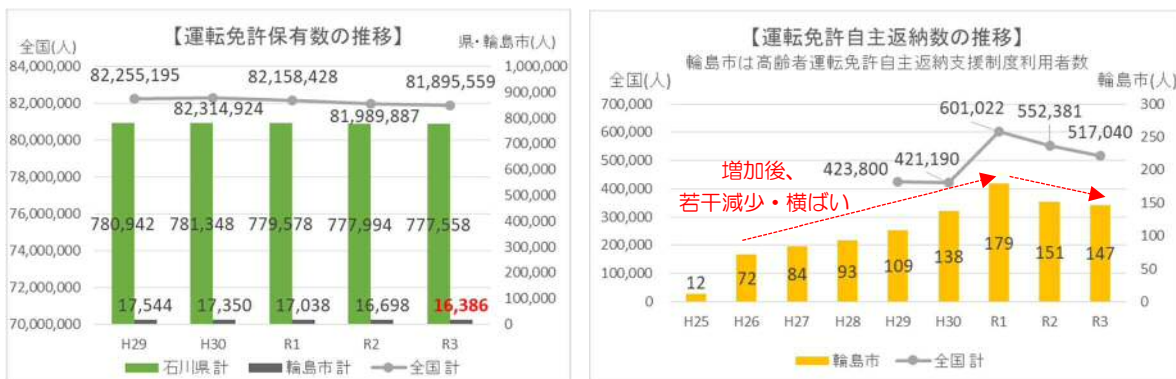 【運転免許保有数の推移】
全国(人)
県・輪島市(人)
84,000,000
82,000,000
80,000,000
78,000,000
76,000,000
74,000,000
72,000,000
70,000,000
1,000,000
900,000
800,000
700,000
600,000
500,000
400,000
300,000
200,000
100,000
0
82,255,195
82,314,924
82,158,428
81,989,887
81,895,559
780,942
781,348
779,578
777,994
777,558
17,544
17,350
17,038
16,698
16,386
H29
H30
R1
R2
R3
石川県 計
輪島市 計
全国 計
【運転免許自主返納数の推移】
輪島市は高齢者運転免許自主返納支援制度利用者数
全国(人)
輪島市(人)
700,000
600,000
500,000
400,000
300,000
200,000
100,000
0
300
250
200
150
100
50
0
423,800
421,190
601,022
552,381
517,040
増加後、
若干減少・横ばい
12
72
84
93
109
138
179
151
147
H25
H26
H27
H28
H29
H30
R1
R2
R3
輪島市
全国 計